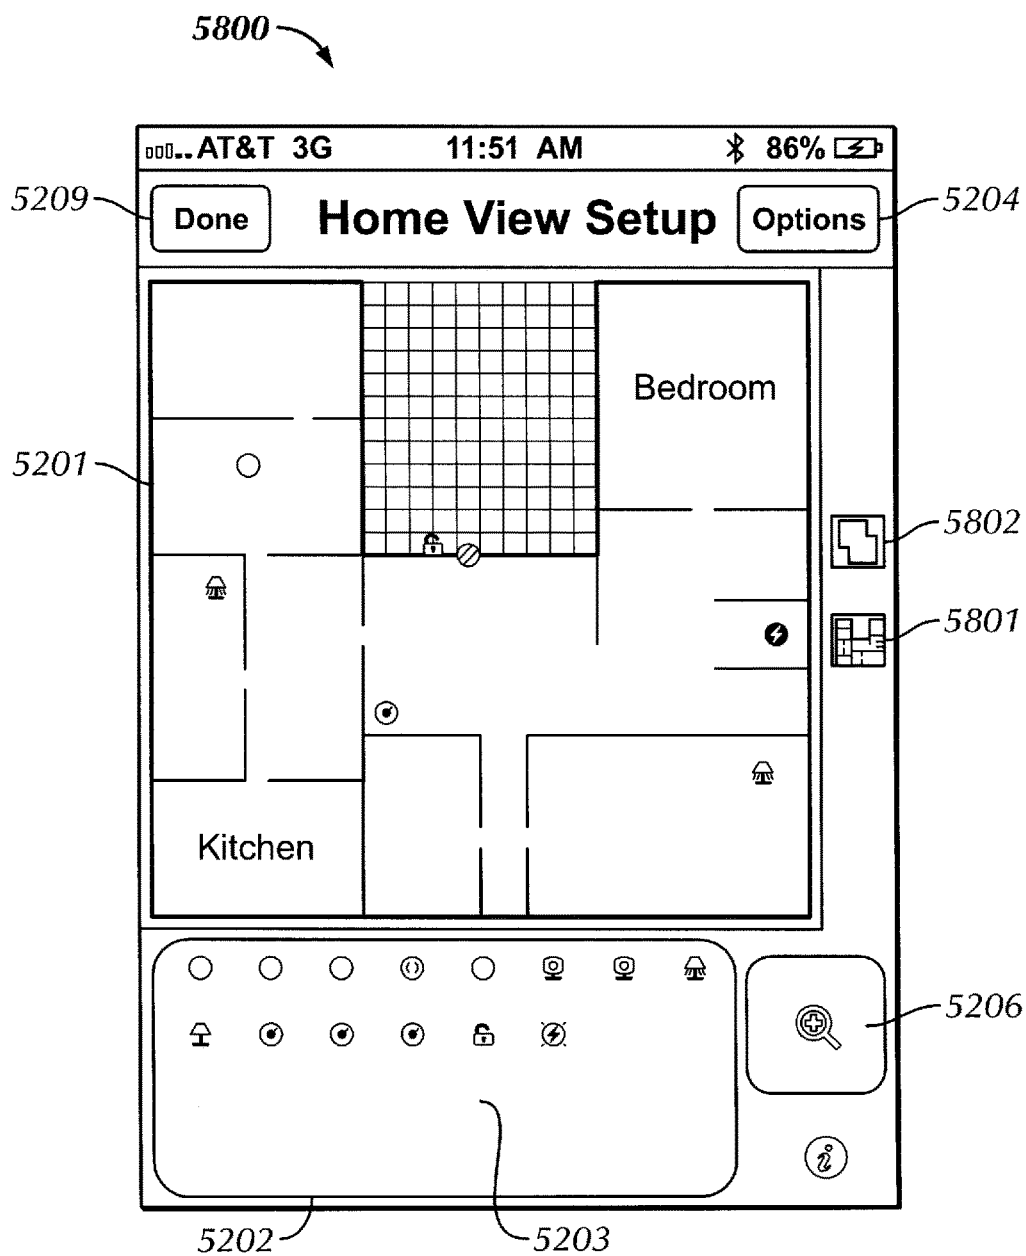 5800
AT&T 3G 11:51 AM 86%
5209 Done Home View Setup Options 5204
Bedroom
5201
5802
5801
Kitchen
5206
i
5202 5203